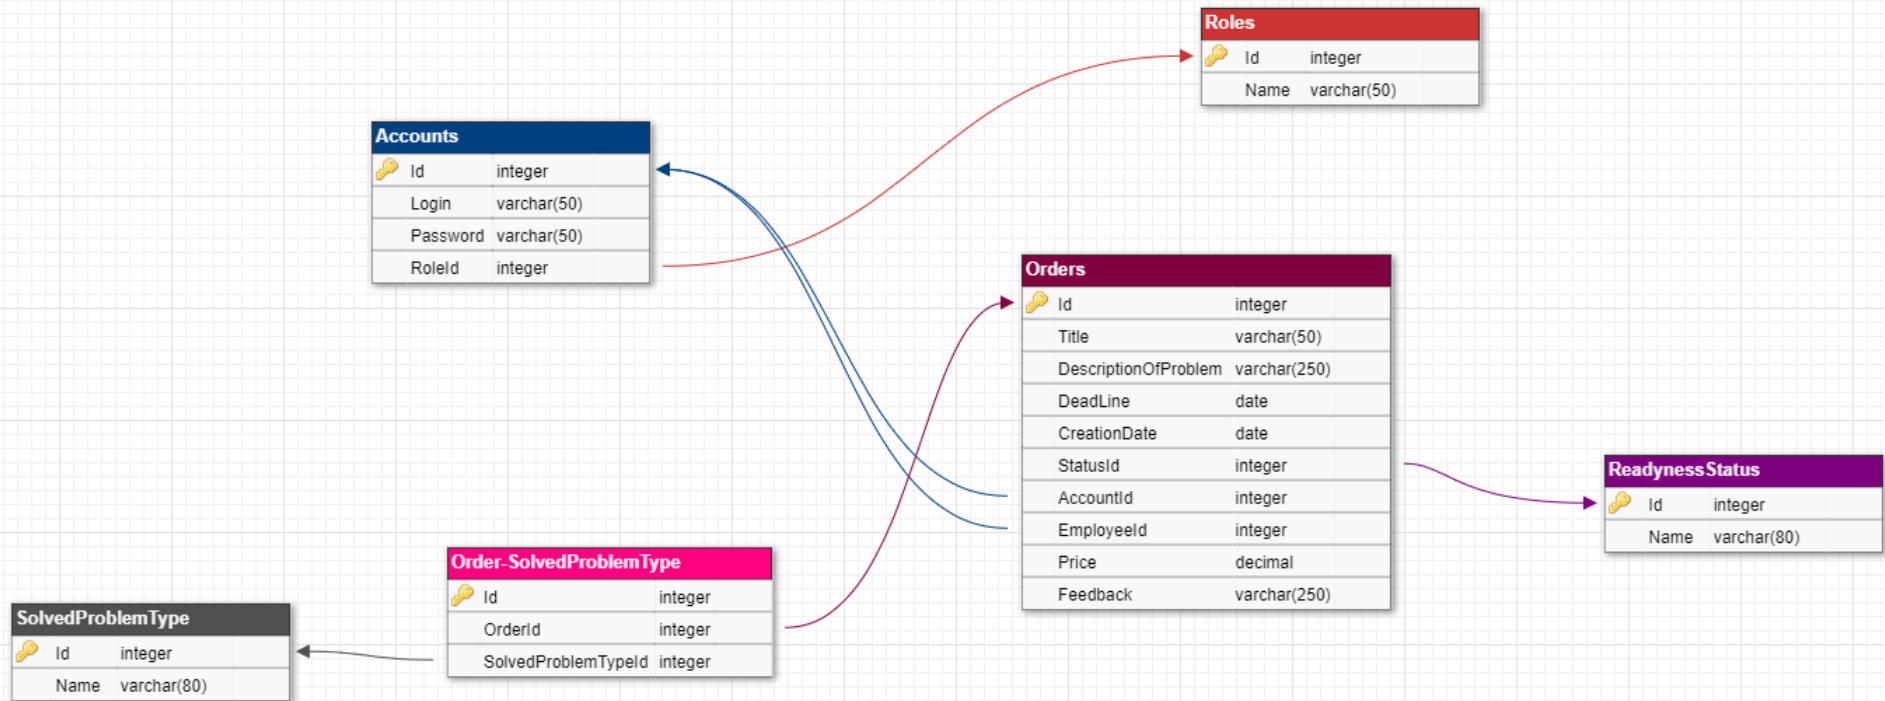 Roles
Id integer
Name varchar(50)
Accounts
Id integer
Login varchar(50)
Password varchar(50)
RoleId integer
Orders
Id integer
Title varchar(50)
DescriptionOfProblem varchar(250)
DeadLine date
CreationDate date
StatusId integer
AccountId integer
EmployeeId integer
Price decimal
Feedback varchar(250)
ReadynessStatus
Id integer
Name varchar(80)
Order-SolvedProblemType
Id integer
OrderId integer
SolvedProblemTypeId integer
SolvedProblemType
Id integer
Name varchar(80)